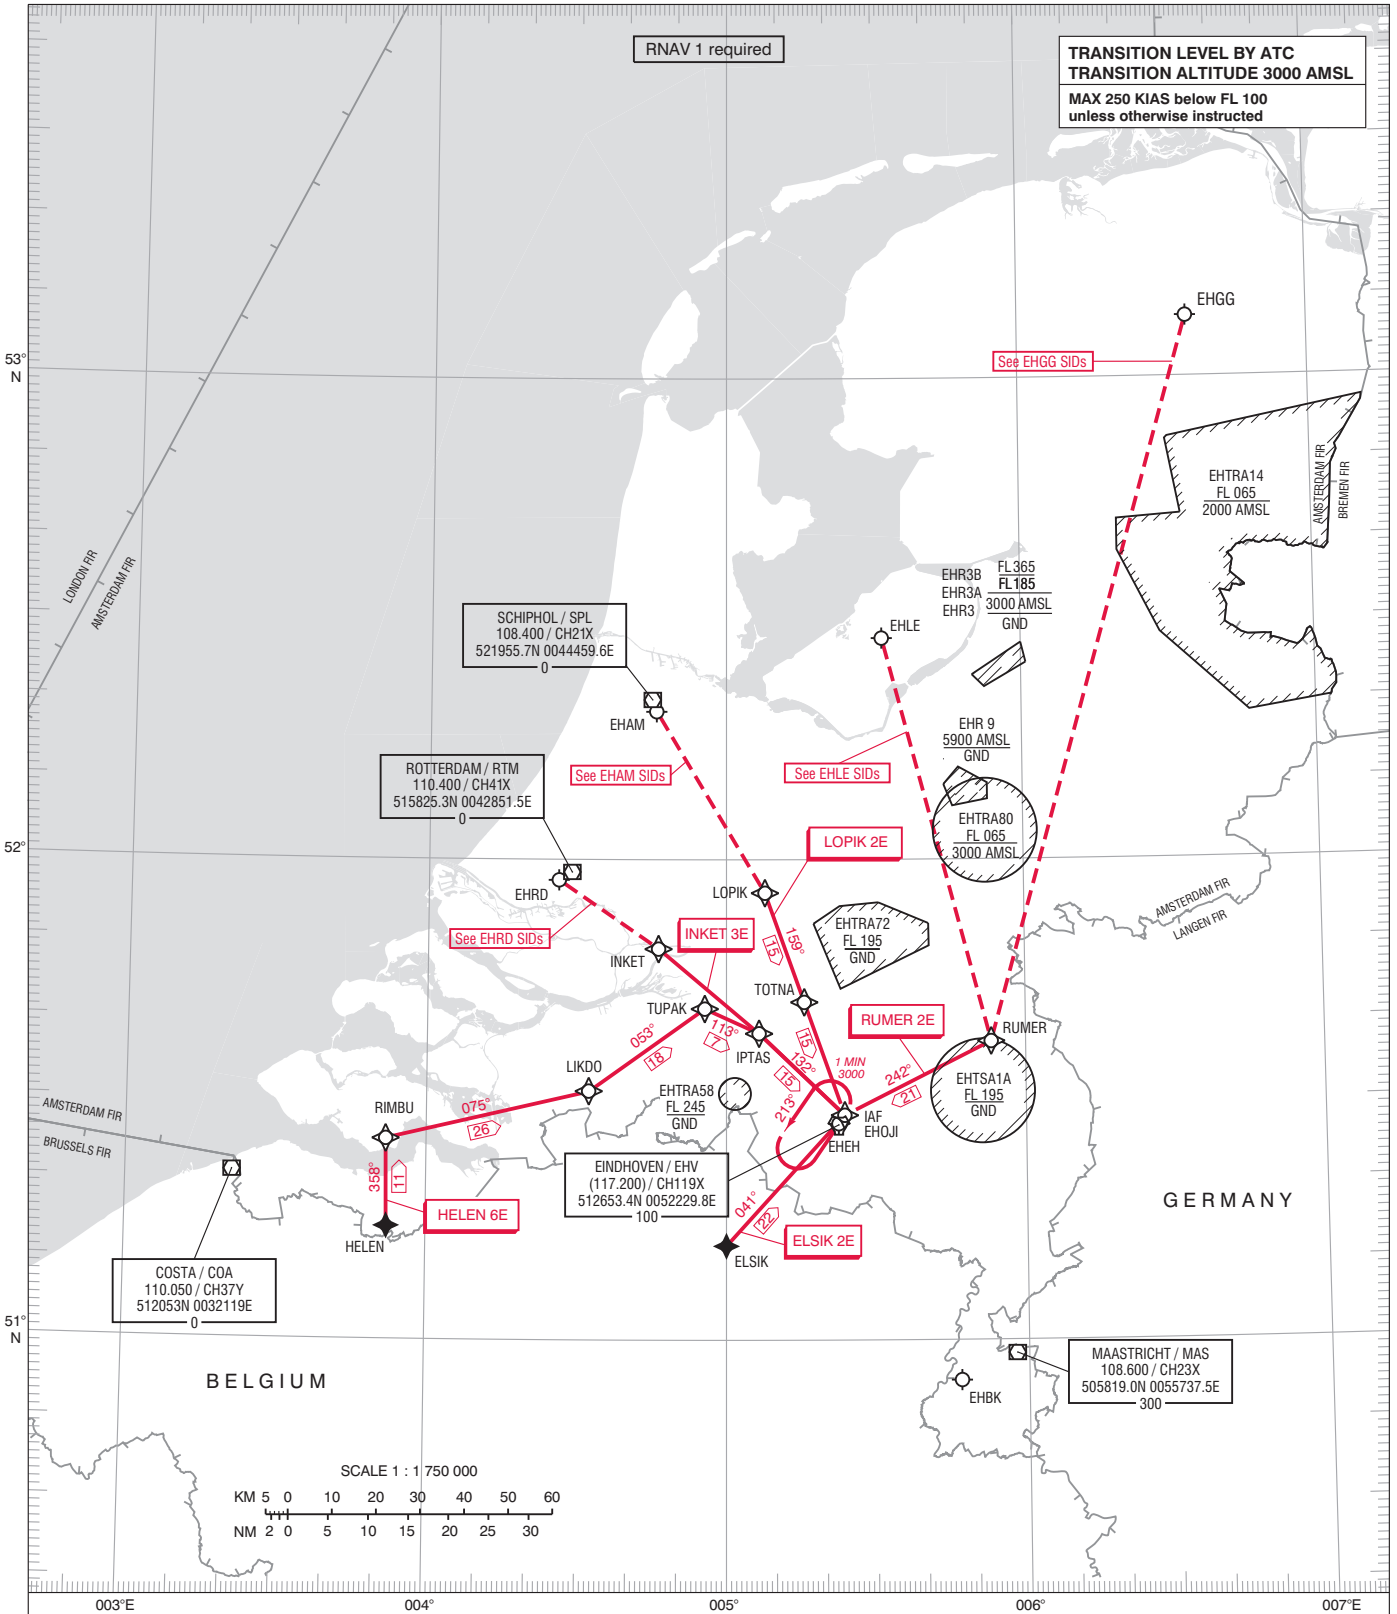 RNAV 1 required
TRANSITION LEVEL BY ATC
TRANSITION ALTITUDE 3000 AMSL
MAX 250 KIAS below FL 100
unless otherwise instructed
EHGG
53°
N
See EHGG SIDs
EHTRA14
FL 065
2000 AMSL
AMSTERDAM FIR
BREMEN FIR
LONDON FIR
AMSTERDAM FIR
EHR3B
EHR3A
EHR3
FL365
FL185
3000 AMSL
GND
SCHIPHOL / SPL
108.400 / CH21X
521955.7N 0044459.6E
0
EHLE
EHAM
EHR 9
5900 AMSL
GND
See EHAM SIDs
See EHLE SIDs
ROTTERDAM / RTM
110.400 / CH41X
515825.3N 0042851.5E
0
EHTRA80
FL 065
3000 AMSL
52°
N
LOPIK 2E
EHRD
LOPIK
AMSTERDAM FIR
LANGEN FIR
See EHRD SIDs
INKET 3E
EHTRA72
FL 195
GND
159°
15
INKET
TOTNA
TUPAK
RUMER 2E
RUMER
053°
18
113°
7
IPTAS
15
132°
15
1 MIN
3000
LIKDO
242°
21
EHTSA1A
FL 195
GND
EHTRA58
FL 245
GND
213°
AMSTERDAM FIR
BRUSSELS FIR
RIMBU
075°
26
IAF
EHOJI
EHEH
358°
11
EINDHOVEN / EHV
(117.200) / CH119X
512653.4N 0052229.8E
100
HELEN 6E
HELEN
041°
22
ELSIK 2E
ELSIK
GERMANY
COSTA / COA
110.050 / CH37Y
512053N 0032119E
0
51°
N
MAASTRICHT / MAS
108.600 / CH23X
505819.0N 0055737.5E
300
BELGIUM
EHBK
SCALE 1 : 1 750 000
KM 5 0 10 20 30 40 50 60
NM 2 0 5 10 15 20 25 30
003°E 004° 005° 006° 007°E